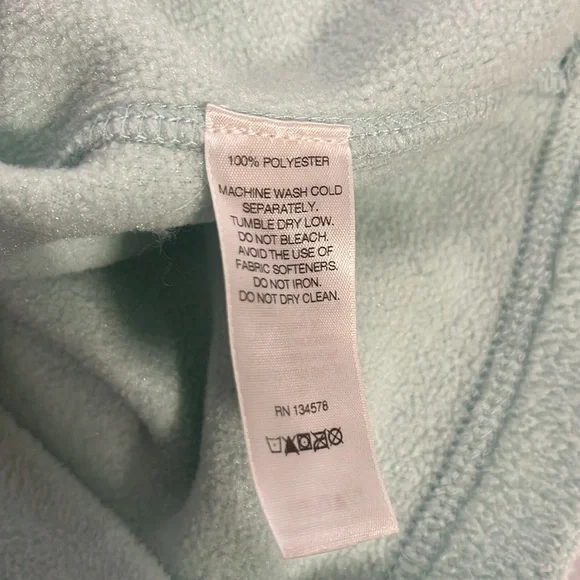 100% POLYESTER
MACHINE WASH COLD
SEPARATELY.
TUMBLE DRY LOW.
DO NOT BLEACH.
AVOID THE USE OF
FABRIC SOFTENERS.
DO NOT IRON.
DO NOT DRY CLEAN.
RN 134578